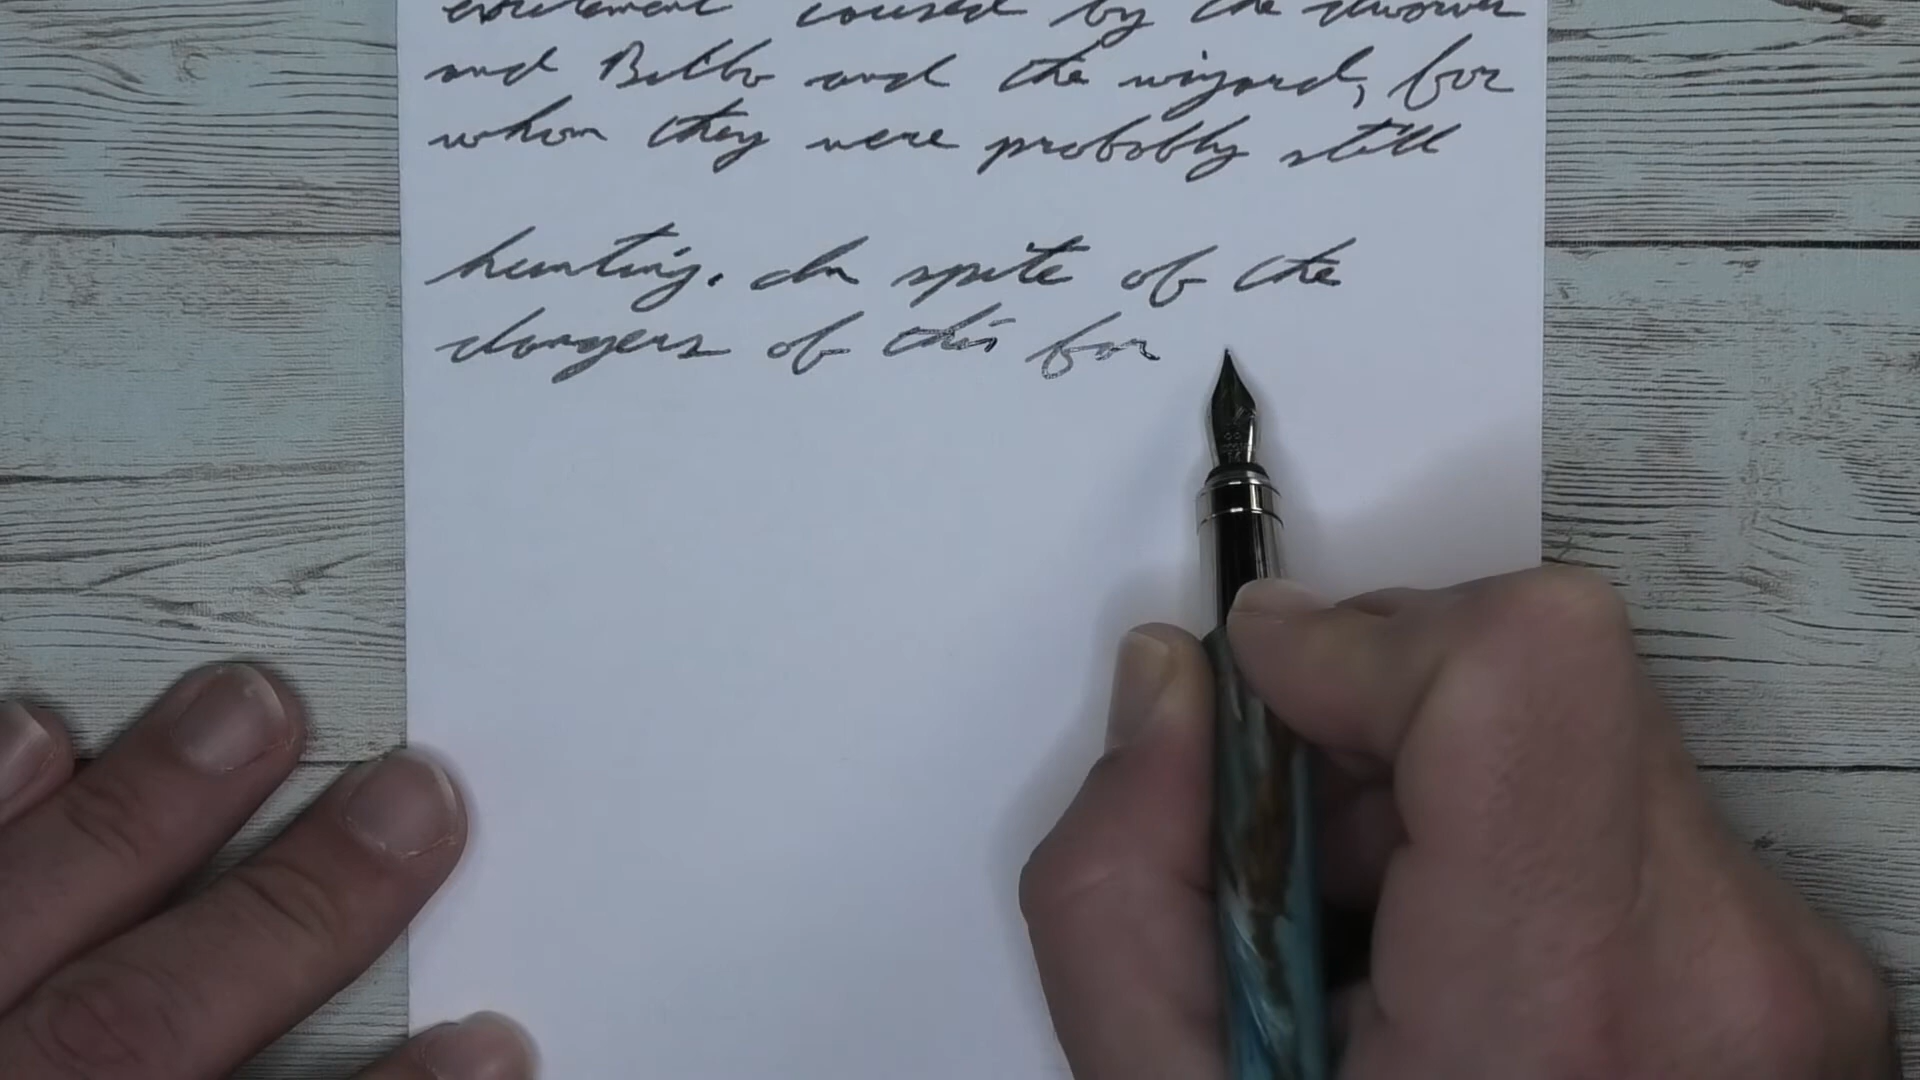 excitement caused by the dwarves
and Bilbo and the wizard, for
whom they were probably still
hunting. In spite of the
dangers of this far